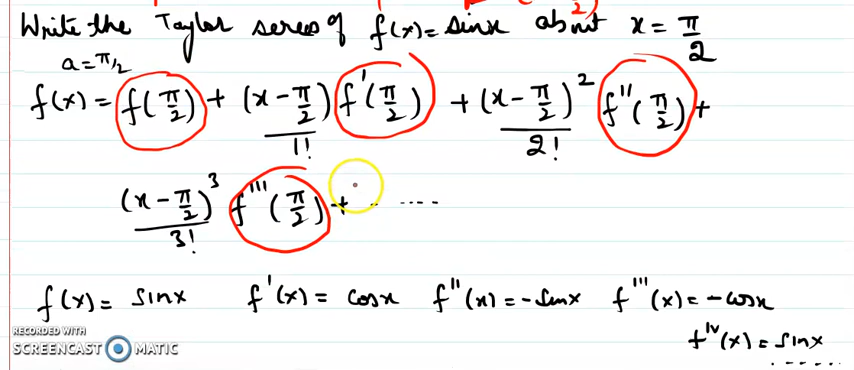 Write the Taylor series of f(x) = sinx about x = π/2
a = π/2
f(x) = f(π/2) + (x - π/2)/1! f'(π/2) + (x - π/2)²/2! f''(π/2) +
(x - π/2)³/3! f'''(π/2) + - ....
f(x) = sinx f'(x) = cosx f''(x) = -sinx f'''(x) = -cosx
f^iv(x) = sinx
......
RECORDED WITH
SCREENCAST MATIC